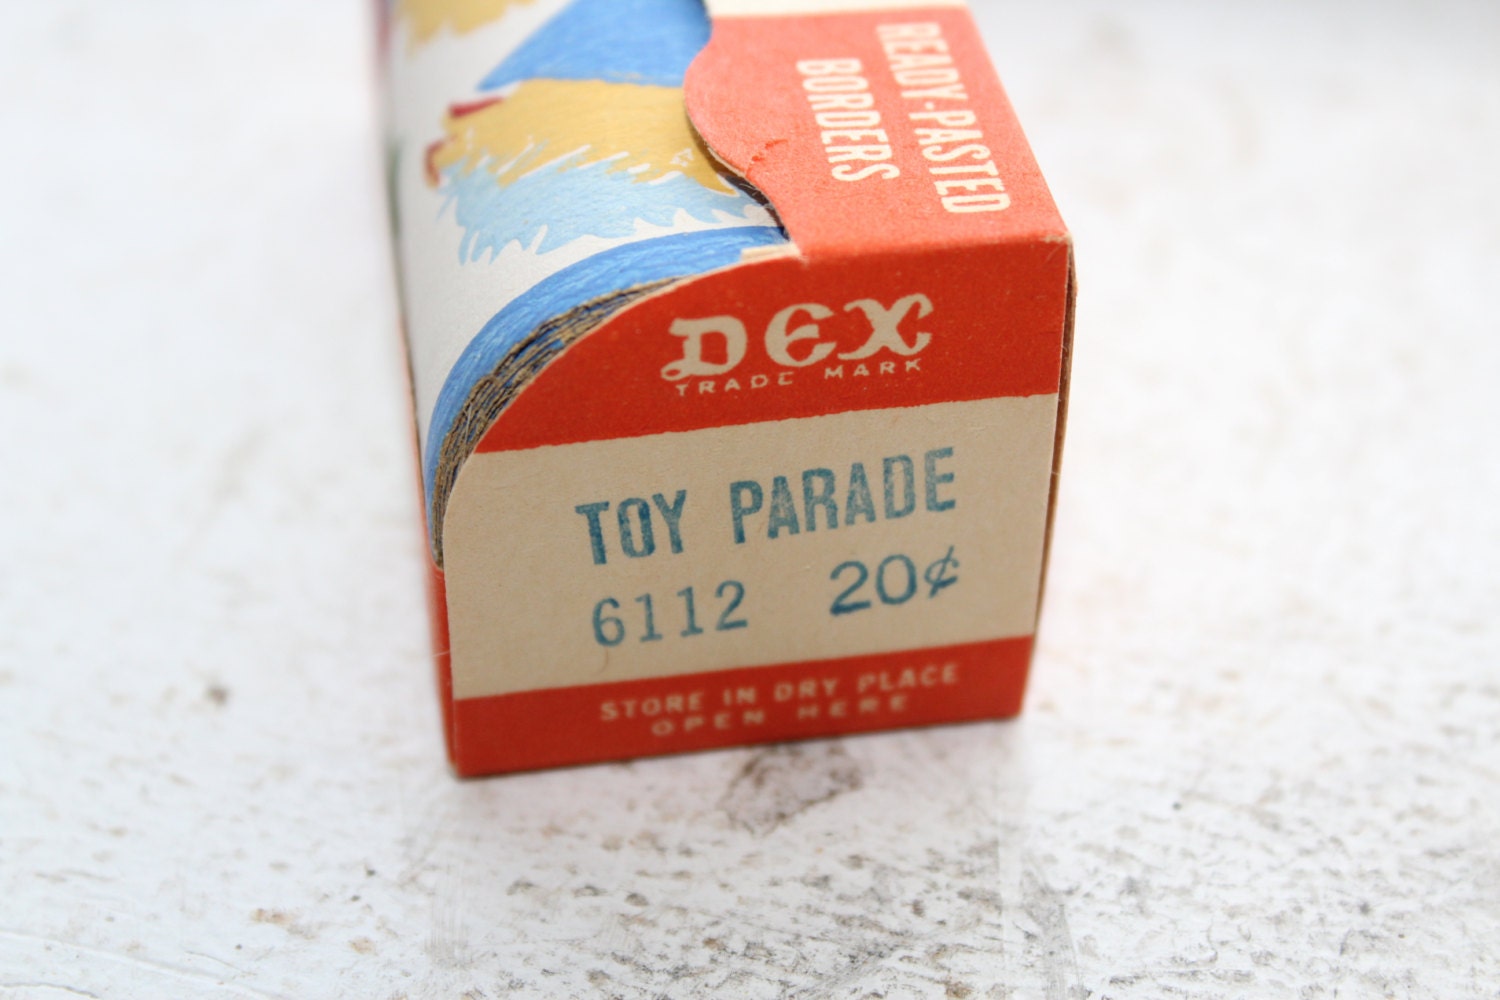 READY-PASTED
BORDERS
DEX
TRADE MARK
TOY PARADE
6112 20¢
STORE IN DRY PLACE
OPEN HERE